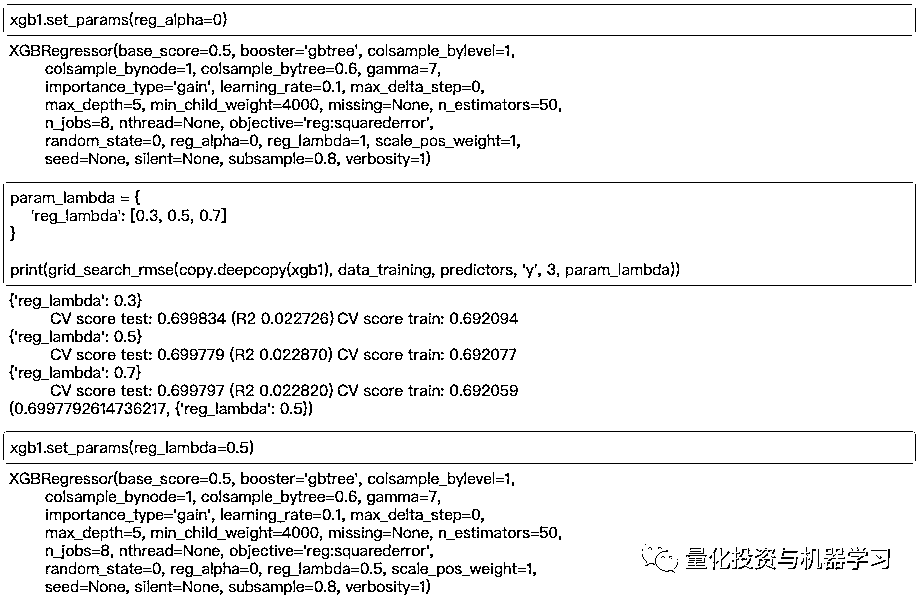 xgb1.set_params(reg_alpha=0)
XGBRegressor(base_score=0.5, booster='gbtree', colsample_bylevel=1,
colsample_bynode=1, colsample_bytree=0.6, gamma=7,
importance_type='gain', learning_rate=0.1, max_delta_step=0,
max_depth=5, min_child_weight=4000, missing=None, n_estimators=50,
n_jobs=8, nthread=None, objective='reg:squarederror',
random_state=0, reg_alpha=0, reg_lambda=1, scale_pos_weight=1,
seed=None, silent=None, subsample=0.8, verbosity=1)
param_lambda = {
'reg_lambda': [0.3, 0.5, 0.7]
}
print(grid_search_rmse(copy.deepcopy(xgb1), data_training, predictors, 'y', 3, param_lambda))
{'reg_lambda': 0.3}
CV score test: 0.699834 (R2 0.022726) CV score train: 0.692094
{'reg_lambda': 0.5}
CV score test: 0.699779 (R2 0.022870) CV score train: 0.692077
{'reg_lambda': 0.7}
CV score test: 0.699797 (R2 0.022820) CV score train: 0.692059
(0.6997792614736217, {'reg_lambda': 0.5})
xgb1.set_params(reg_lambda=0.5)
XGBRegressor(base_score=0.5, booster='gbtree', colsample_bylevel=1,
colsample_bynode=1, colsample_bytree=0.6, gamma=7,
importance_type='gain', learning_rate=0.1, max_delta_step=0,
max_depth=5, min_child_weight=4000, missing=None, n_estimators=50,
n_jobs=8, nthread=None, objective='reg:squarederror',
random_state=0, reg_alpha=0, reg_lambda=0.5, scale_pos_weight=1,
seed=None, silent=None, subsample=0.8, verbosity=1)
量化投资与机器学习